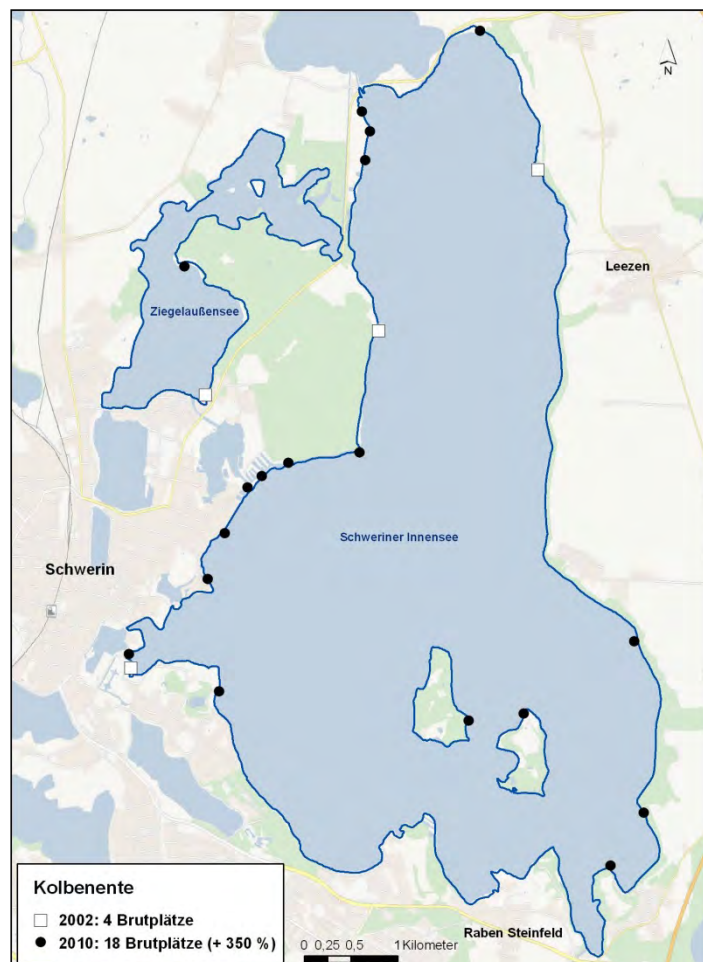 N
Leezen
Ziegelaußensee
Schweriner Innensee
Schwerin
Raben Steinfeld
Kolbenente
2002: 4 Brutplätze
2010: 18 Brutplätze (+ 350 %)
0 0,25 0,5 1 Kilometer